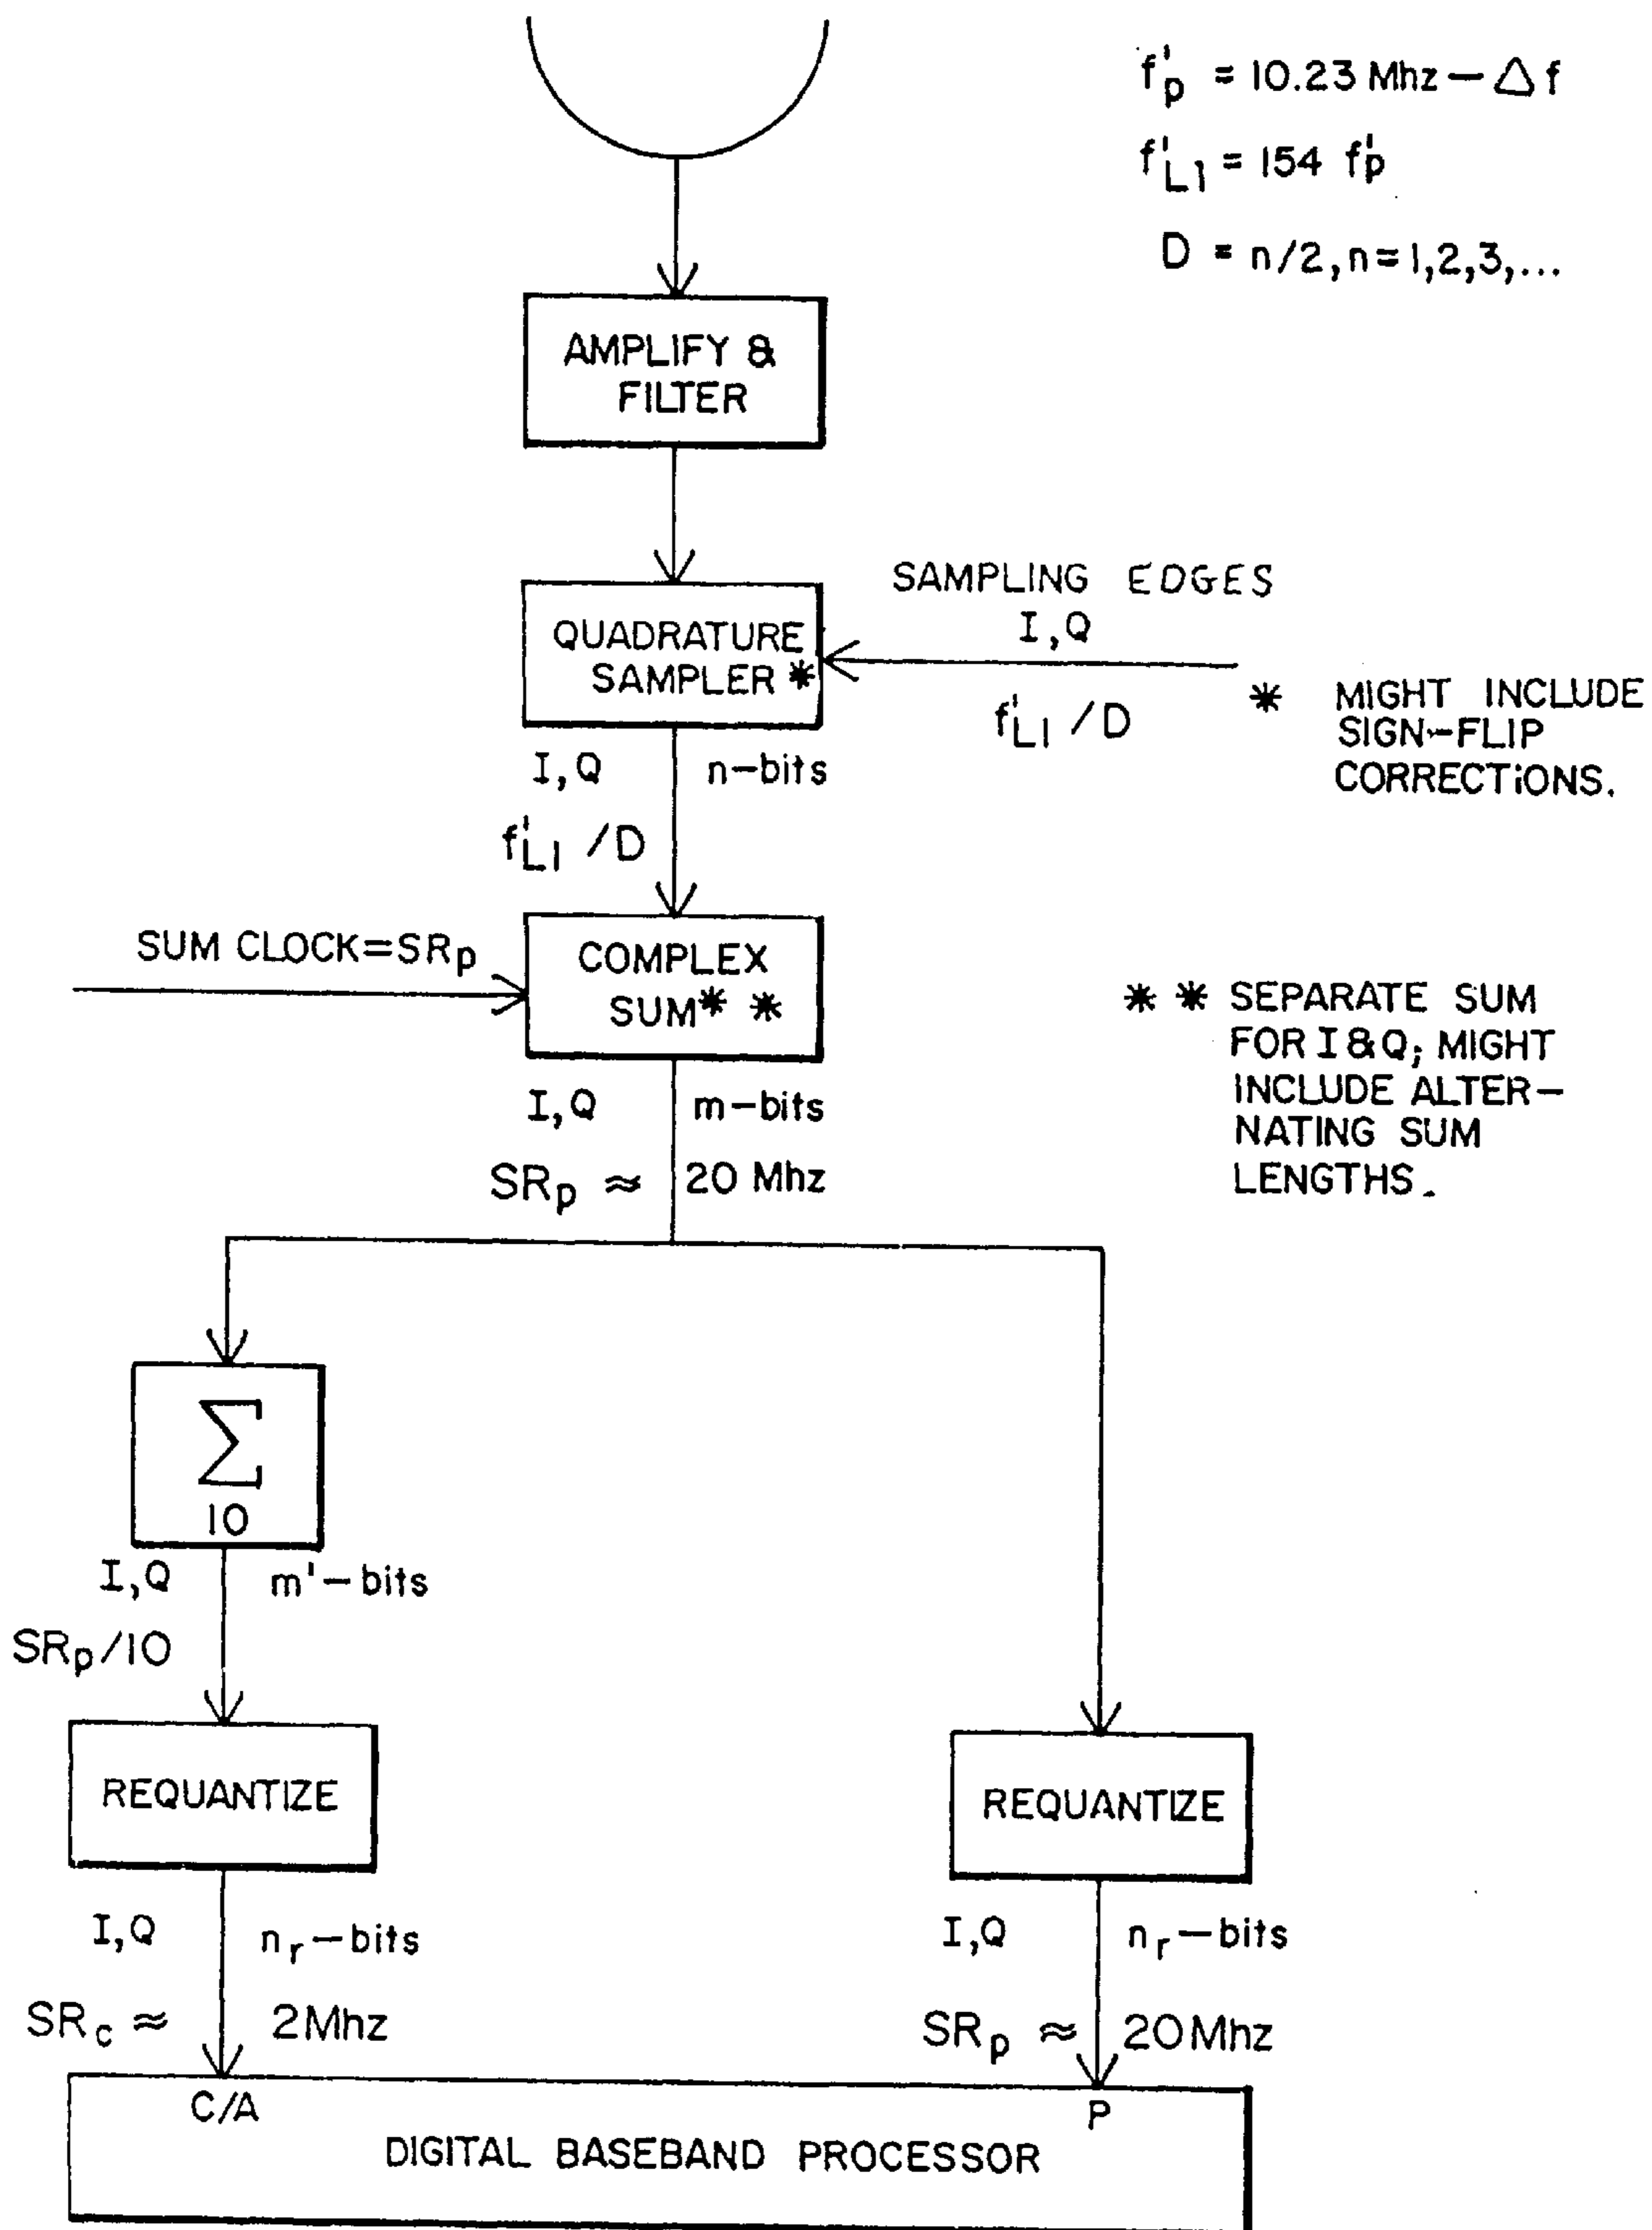 f'p = 10.23 Mhz – △f
f'L1 = 154 f'p
D = n/2, n = 1,2,3,...
AMPLIFY &
FILTER
SAMPLING EDGES
I,Q
f'L1 /D
QUADRATURE
SAMPLER *
* MIGHT INCLUDE
SIGN-FLIP
CORRECTiONS.
I,Q n-bits
f'L1 /D
SUM CLOCK=SRp
COMPLEX
SUM* *
* * SEPARATE SUM
FOR I&Q; MIGHT
INCLUDE ALTER-
NATING SUM
LENGTHS.
I,Q m-bits
SRp ≈ 20 Mhz
Σ
10
I,Q m'-bits
SRp/10
REQUANTIZE
REQUANTIZE
I,Q nr-bits
I,Q nr-bits
SRc ≈ 2Mhz
SRp ≈ 20Mhz
C/A
P
DIGITAL BASEBAND PROCESSOR